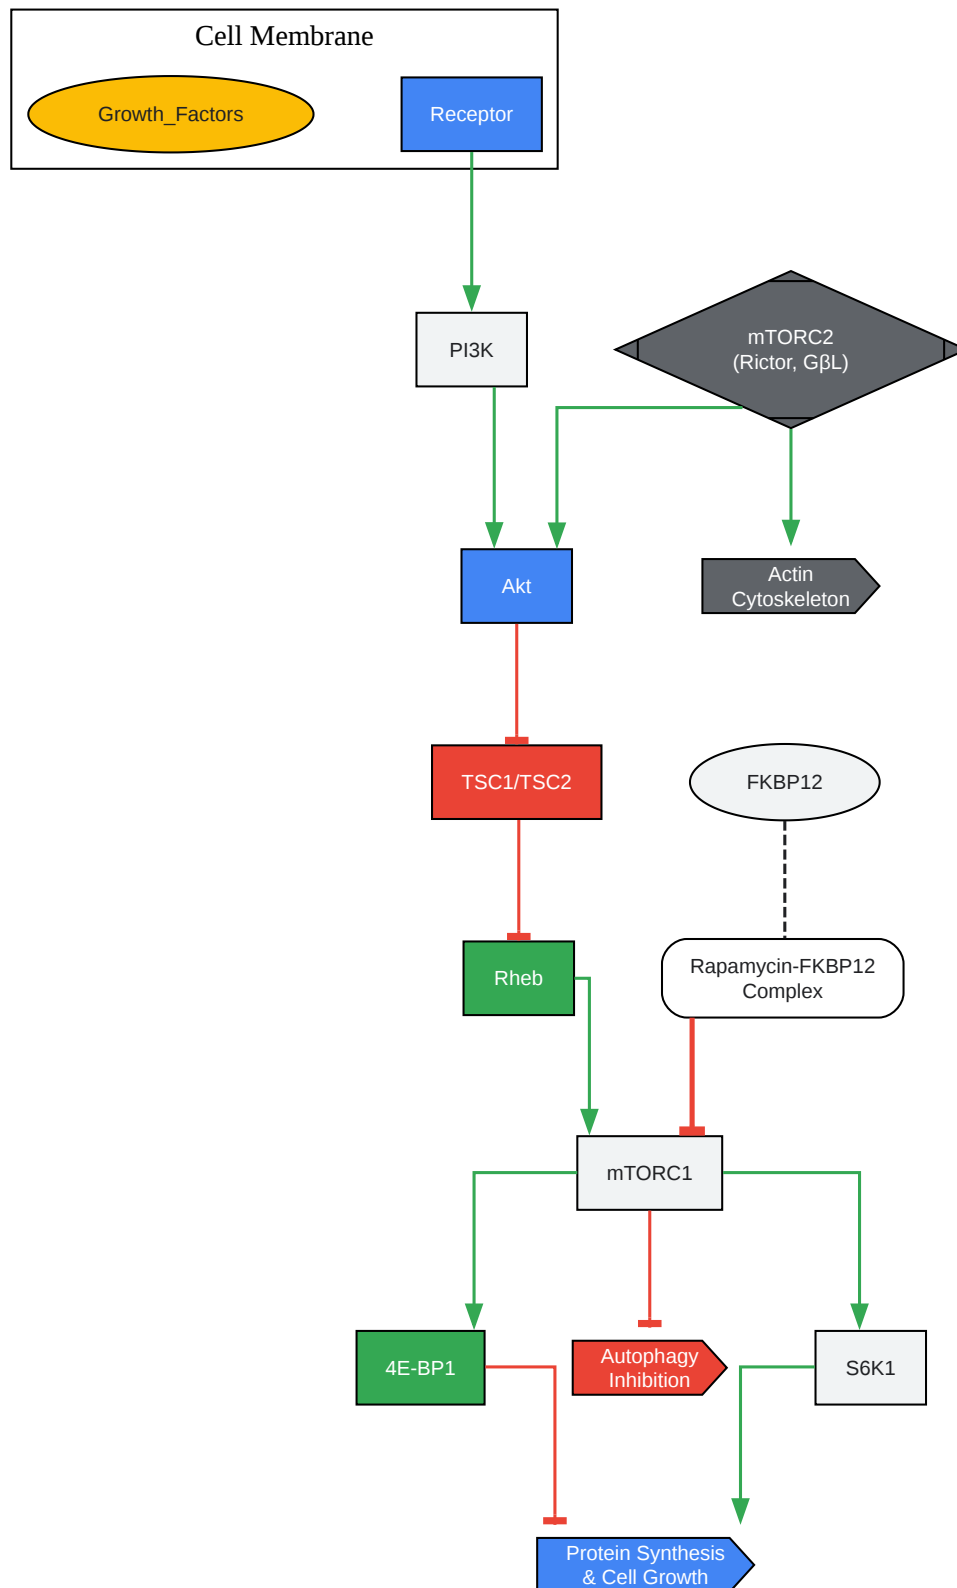 Cell Membrane
Growth_Factors
Receptor
PI3K
mTORC2
(Rictor, GβL)
Akt
Actin
Cytoskeleton
TSC1/TSC2
FKBP12
Rheb
Rapamycin-FKBP12
Complex
mTORC1
4E-BP1
Autophagy
Inhibition
S6K1
Protein Synthesis
& Cell Growth